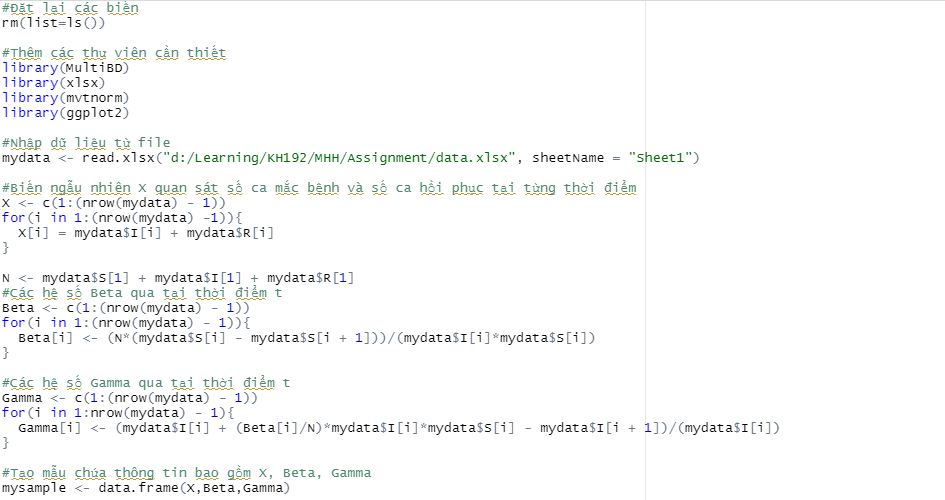 #Đặt lại các biến
rm(list=ls())
#Thêm các thư viên cần thiết
library(MultiBD)
library(xlsx)
library(mvtnorm)
library(ggplot2)
#Nhập dữ liệu từ file
mydata <- read.xlsx("d:/Learning/KH192/MHH/Assignment/data.xlsx", sheetName = "Sheet1")
#Biến ngẫu nhiên X quan sát số ca mắc bệnh và số ca hồi phục tại từng thời điểm
X <- c(1:(nrow(mydata) - 1))
for(i in 1:(nrow(mydata) -1)){
  X[i] = mydata$I[i] + mydata$R[i]
}
N <- mydata$S[1] + mydata$I[1] + mydata$R[1]
#Các hệ số Beta qua tại thời điểm t
Beta <- c(1:(nrow(mydata) - 1))
for(i in 1:(nrow(mydata) - 1)){
  Beta[i] <- (N*(mydata$S[i] - mydata$S[i + 1]))/(mydata$I[i]*mydata$S[i])
}
#Các hệ số Gamma qua tại thời điểm t
Gamma <- c(1:(nrow(mydata) - 1))
for(i in 1:nrow(mydata) - 1){
  Gamma[i] <- (mydata$I[i] + (Beta[i]/N)*mydata$I[i]*mydata$S[i] - mydata$I[i + 1])/(mydata$I[i])
}
#Tạo mẫu chứa thông tin bao gồm X, Beta, Gamma
mysample <- data.frame(X,Beta,Gamma)